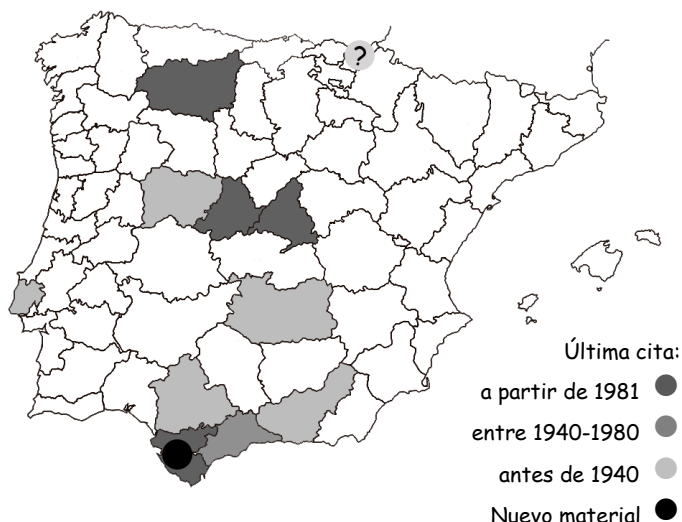 ?
Última cita:
a partir de 1981
entre 1940-1980
antes de 1940
Nuevo material